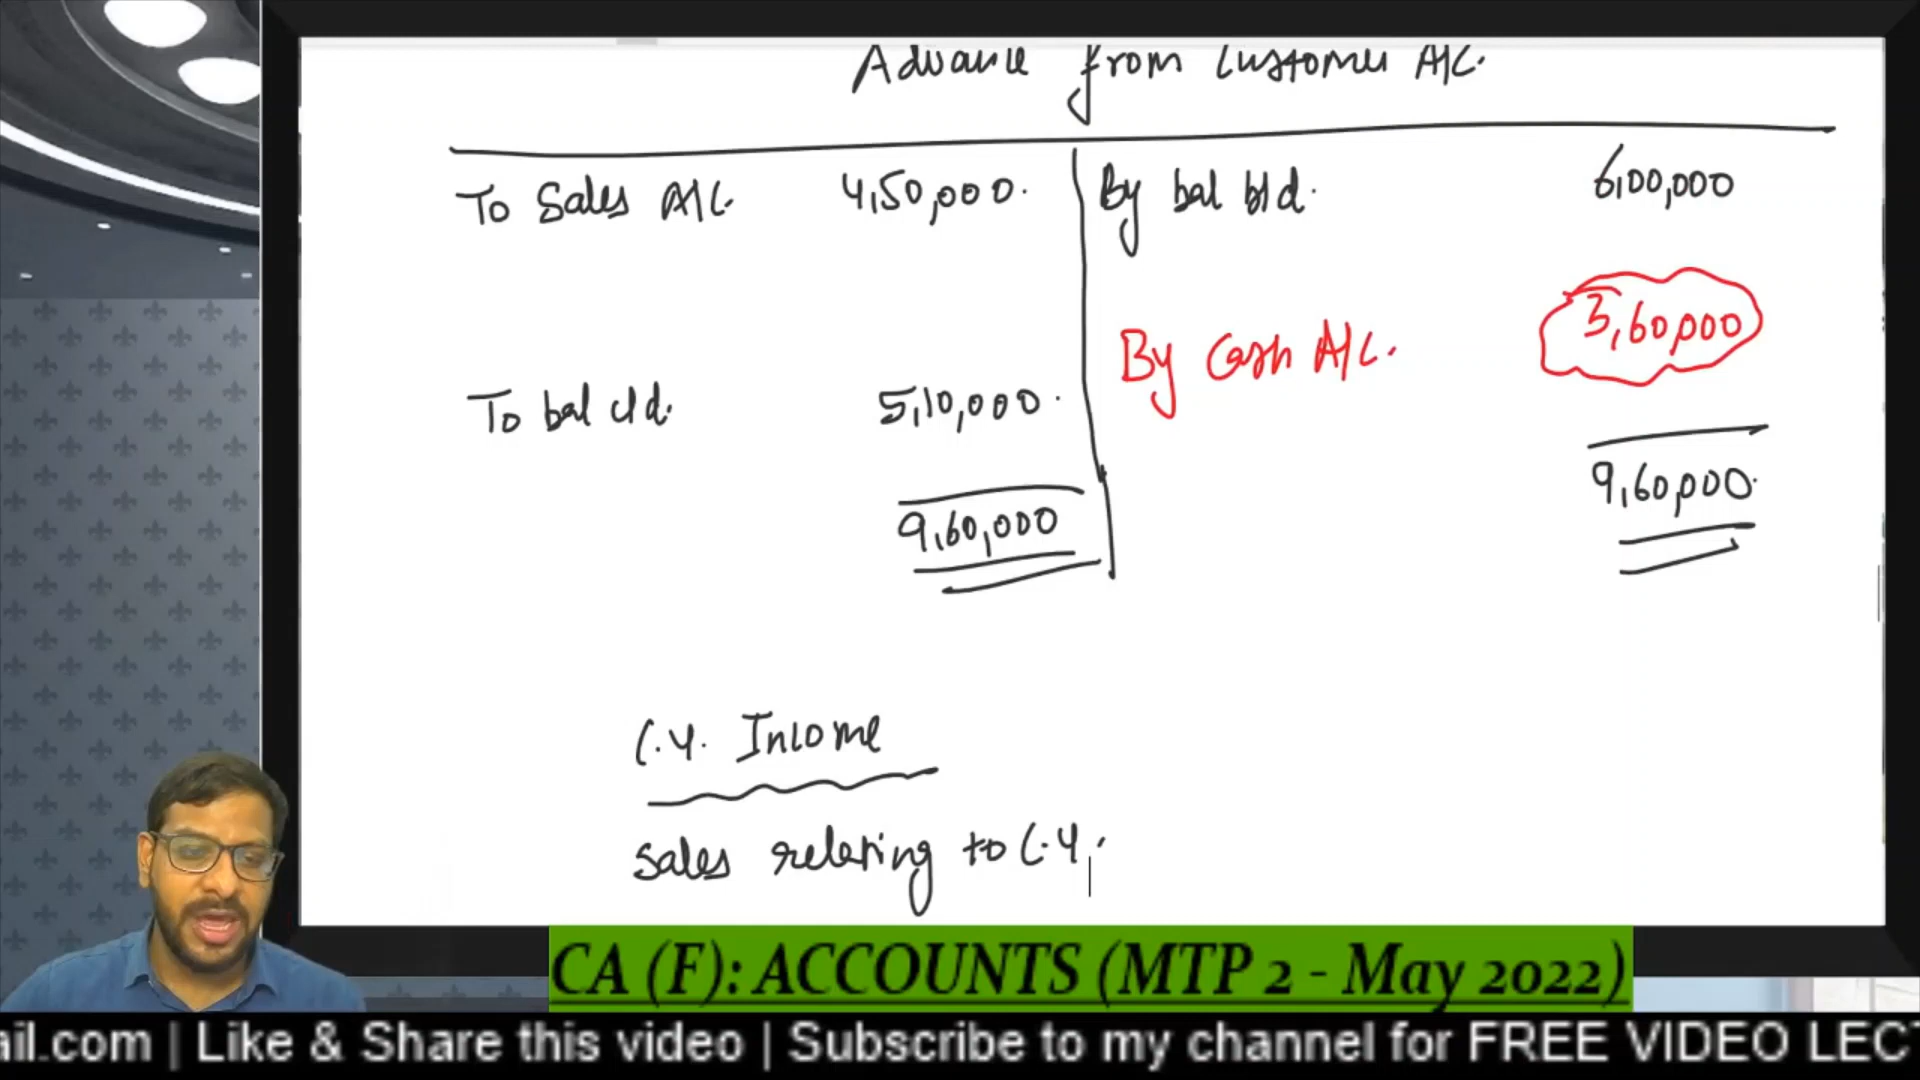 Advance from Customer A/c.
To Sales A/c. 4,50,000. By bal b/d. 6,00,000
By Cash A/c. 3,60,000
To bal c/d. 5,10,000.
9,60,000 9,60,000.
C.Y. Income
Sales relating to C.Y.
CA (F): ACCOUNTS (MTP 2 - May 2022)
ail.com | Like & Share this video | Subscribe to my channel for FREE VIDEO LEC